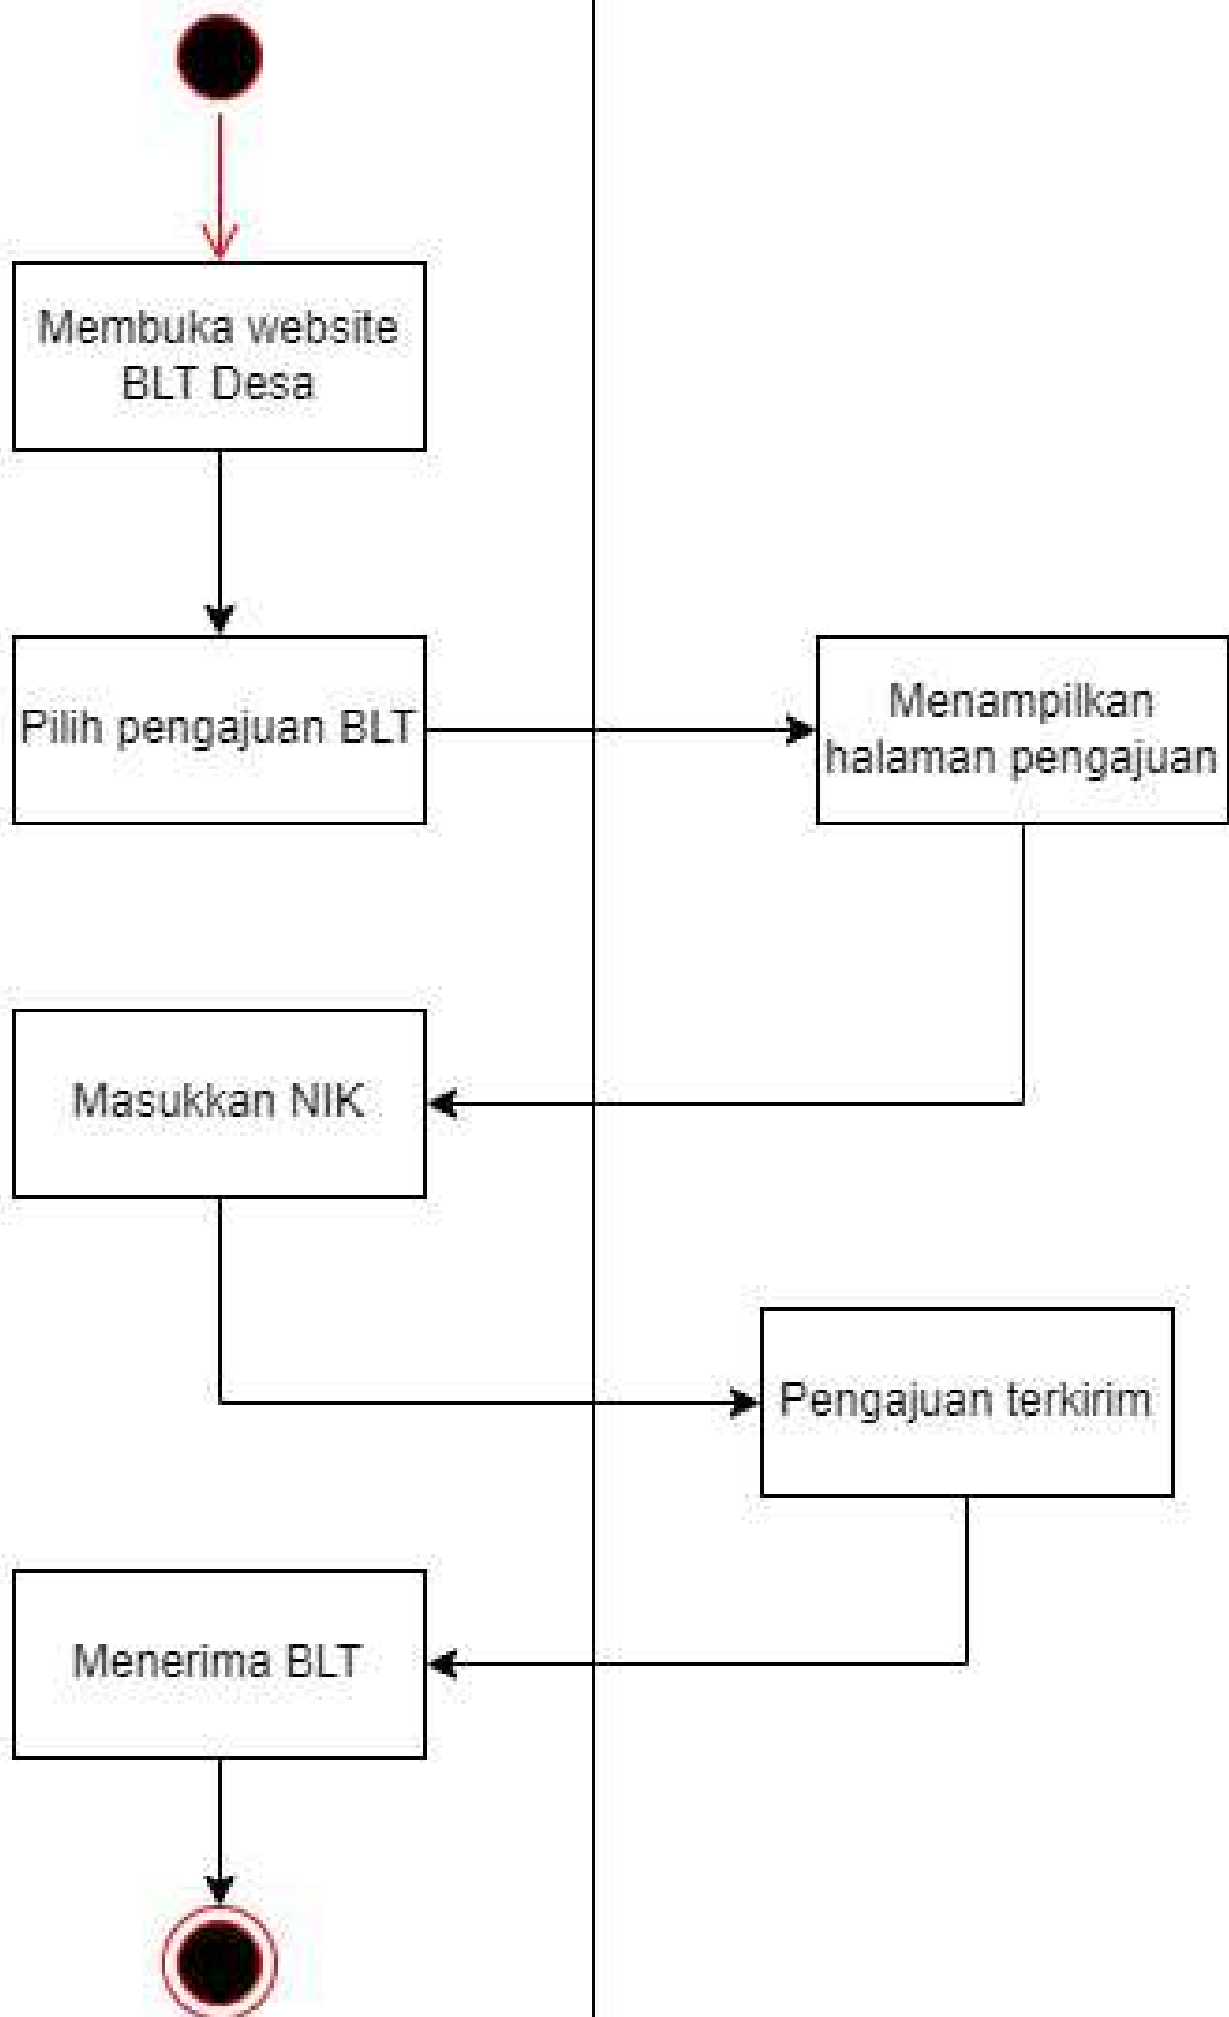 Membuka website
BLT Desa
Pilih pengajuan BLT
Menampilkan
halaman pengajuan
Masukkan NIK
Pengajuan terkirim
Menerima BLT